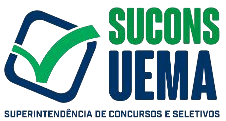 SUCONS
UEMA
SUPERINTENDÊNCIA DE CONCURSOS E SELETIVOS